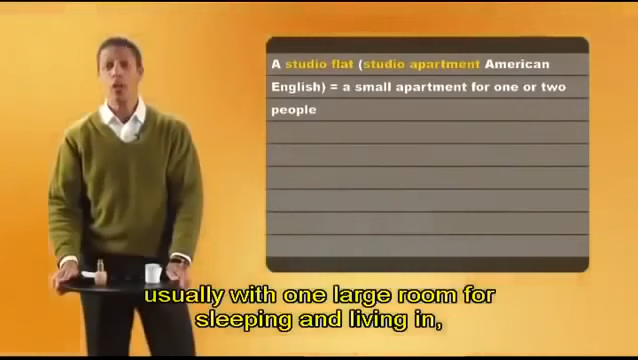 A studio flat (studio apartment American
English) = a small apartment for one or two
people
usually with one large room for
sleeping and living in,